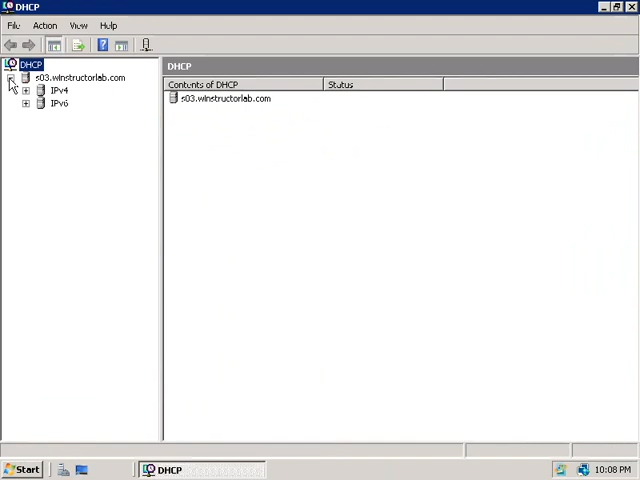 DHCP
File Action View Help
DHCP
s03.winstructorlab.com
IPv4
IPv6
DHCP
Contents of DHCP Status
s03.winstructorlab.com
Start DHCP 10:08 PM